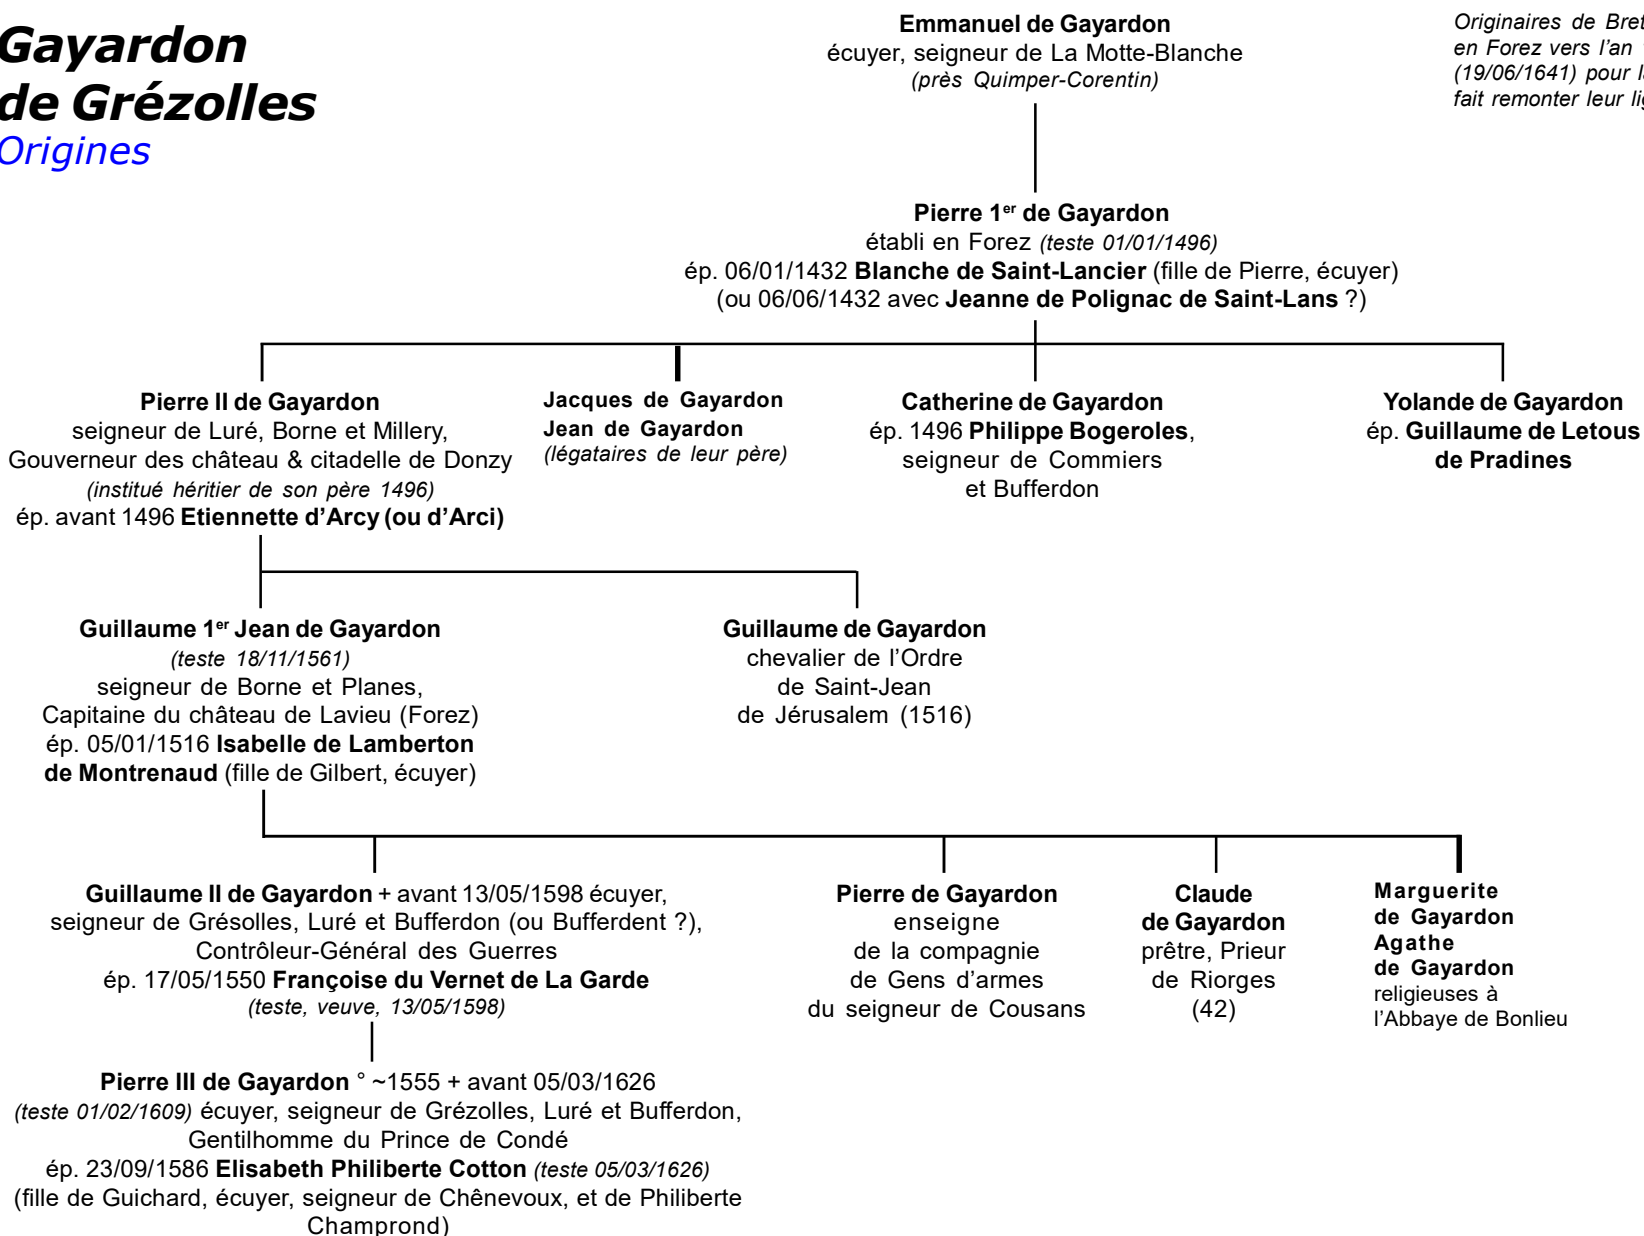 Gayardon
de Grézolles
Origines
Emmanuel de Gayardon
écuyer, seigneur de La Motte-Blanche
(près Quimper-Corentin)
Originaires de
en Forez vers l'an
(19/06/1641) pour
fait remonter leur
Pierre 1er de Gayardon
établi en Forez (teste 01/01/1496)
ép. 06/01/1432 Blanche de Saint-Lancier (fille de Pierre, écuyer)
(ou 06/06/1432 avec Jeanne de Polignac de Saint-Lans ?)
Pierre II de Gayardon
seigneur de Luré, Borne et Millery,
Gouverneur des château & citadelle de Donzy
(institué héritier de son père 1496)
ép. avant 1496 Etiennette d'Arcy (ou d'Arci)
Jacques de Gayardon
Jean de Gayardon
(légataires de leur père)
Catherine de Gayardon
ép. 1496 Philippe Bogeroles,
seigneur de Commiers
et Bufferdon
Yolande de Gayardon
ép. Guillaume de Letous
de Pradines
Guillaume 1er Jean de Gayardon
(teste 18/11/1561)
seigneur de Borne et Planes,
Capitaine du château de Lavieu (Forez)
ép. 05/01/1516 Isabelle de Lamberton
de Montrenaud (fille de Gilbert, écuyer)
Guillaume de Gayardon
chevalier de l'Ordre
de Saint-Jean
de Jérusalem (1516)
Guillaume II de Gayardon + avant 13/05/1598 écuyer,
seigneur de Grésolles, Luré et Bufferdon (ou Bufferdent ?),
Contrôleur-Général des Guerres
ép. 17/05/1550 Françoise du Vernet de La Garde
(teste, veuve, 13/05/1598)
Pierre de Gayardon
enseigne
de la compagnie
de Gens d'armes
du seigneur de Cousans
Claude
de Gayardon
prêtre, Prieur
de Riorges
(42)
Marguerite
de Gayardon
Agathe
de Gayardon
religieuses à
l'Abbaye de Bonlieu
Pierre III de Gayardon ° ~1555 + avant 05/03/1626
(teste 01/02/1609) écuyer, seigneur de Grézolles, Luré et Bufferdon,
Gentilhomme du Prince de Condé
ép. 23/09/1586 Elisabeth Philiberte Cotton (teste 05/03/1626)
(fille de Guichard, écuyer, seigneur de Chênevoux, et de Philiberte
Champrond)